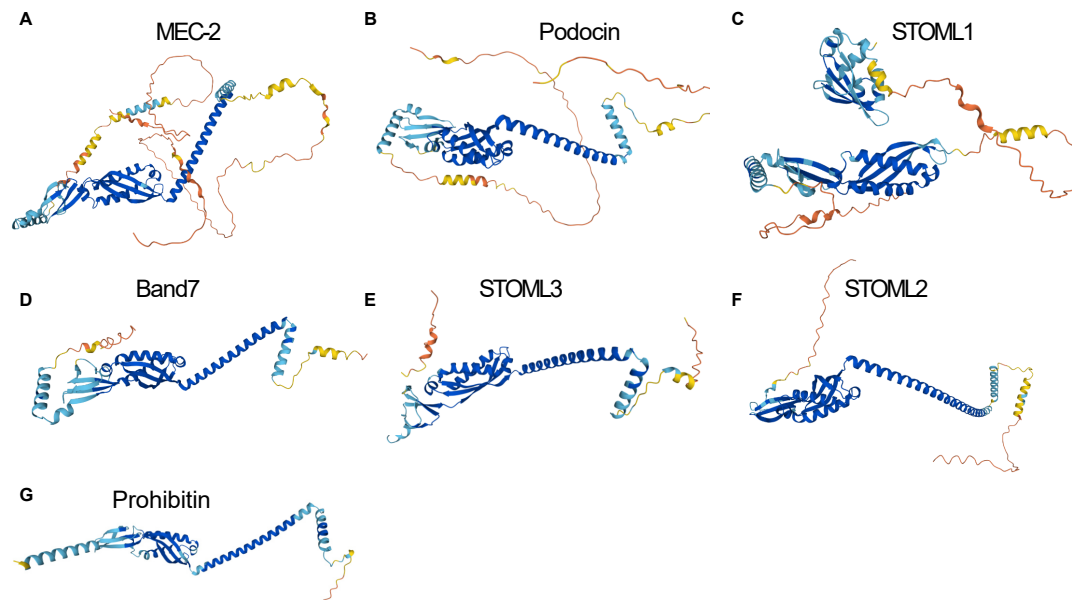 A
MEC-2
B
Podocin
C
STOML1
D
Band7
E
STOML3
F
STOML2
G
Prohibitin